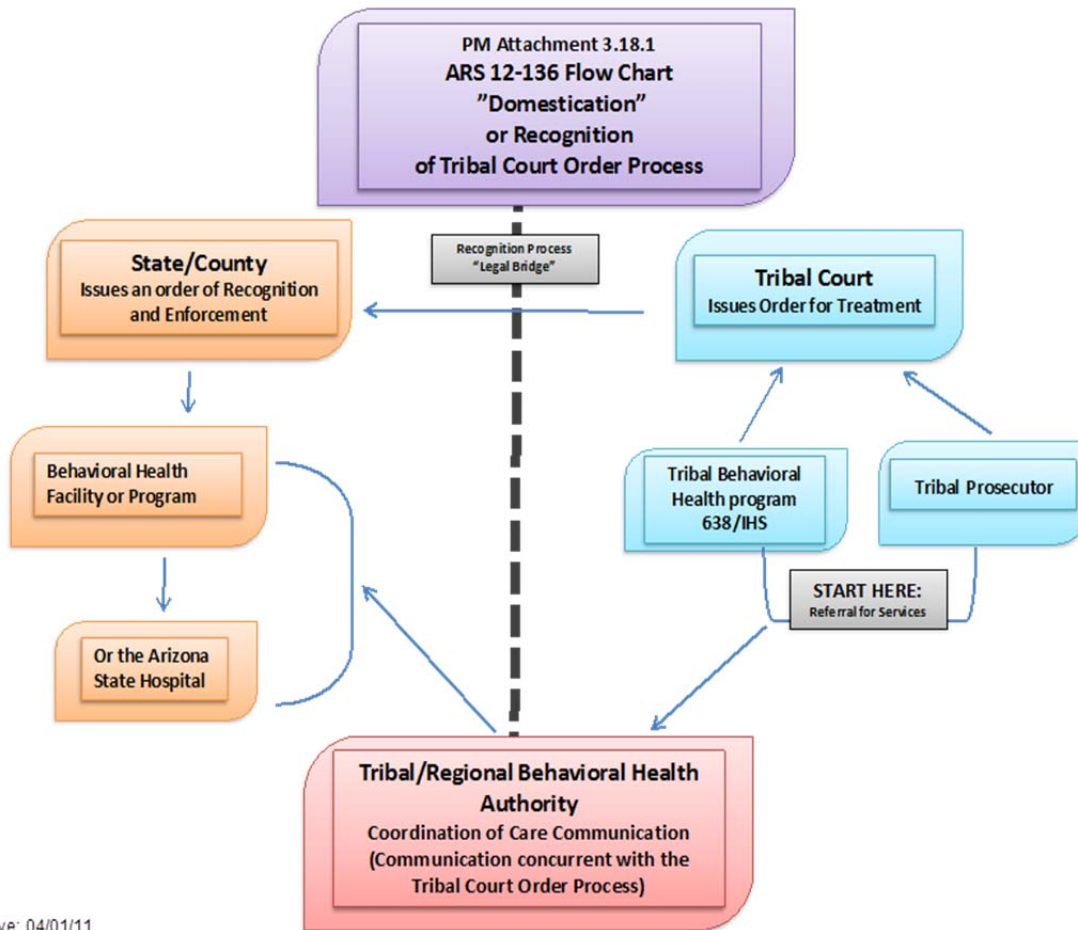 PM Attachment 3.18.1
ARS 12-136 Flow Chart
”Domestication”
or Recognition
of Tribal Court Order Process
Recognition Process
“Legal Bridge”
State/County
Issues an order of Recognition
and Enforcement
Tribal Court
Issues Order for Treatment
Behavioral Health
Facility or Program
Tribal Behavioral
Health program
638/IHS
Tribal Prosecutor
START HERE:
Referral for Services
Or the Arizona
State Hospital
Tribal/Regional Behavioral Health
Authority
Coordination of Care Communication
(Communication concurrent with the
Tribal Court Order Process)
ve: 04/01/11